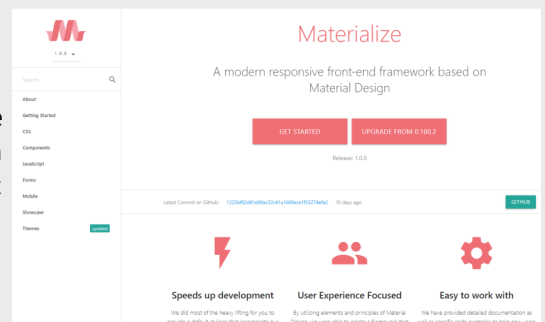 1.0.0
Search
About
Getting Started
CSS
Components
JavaScript
Forms
Mobile
Showcase
Themes
updated
Materialize
A modern responsive front-end framework based on
Material Design
GET STARTED
UPGRADE FROM 0.100.2
Release: 1.0.0
Latest Commit on Github:
10 days ago
GITHUB
Speeds up development
We did most of the heavy lifting for you to
User Experience Focused
By utilizing elements and principles of Material
Easy to work with
We have provided detailed documentation as